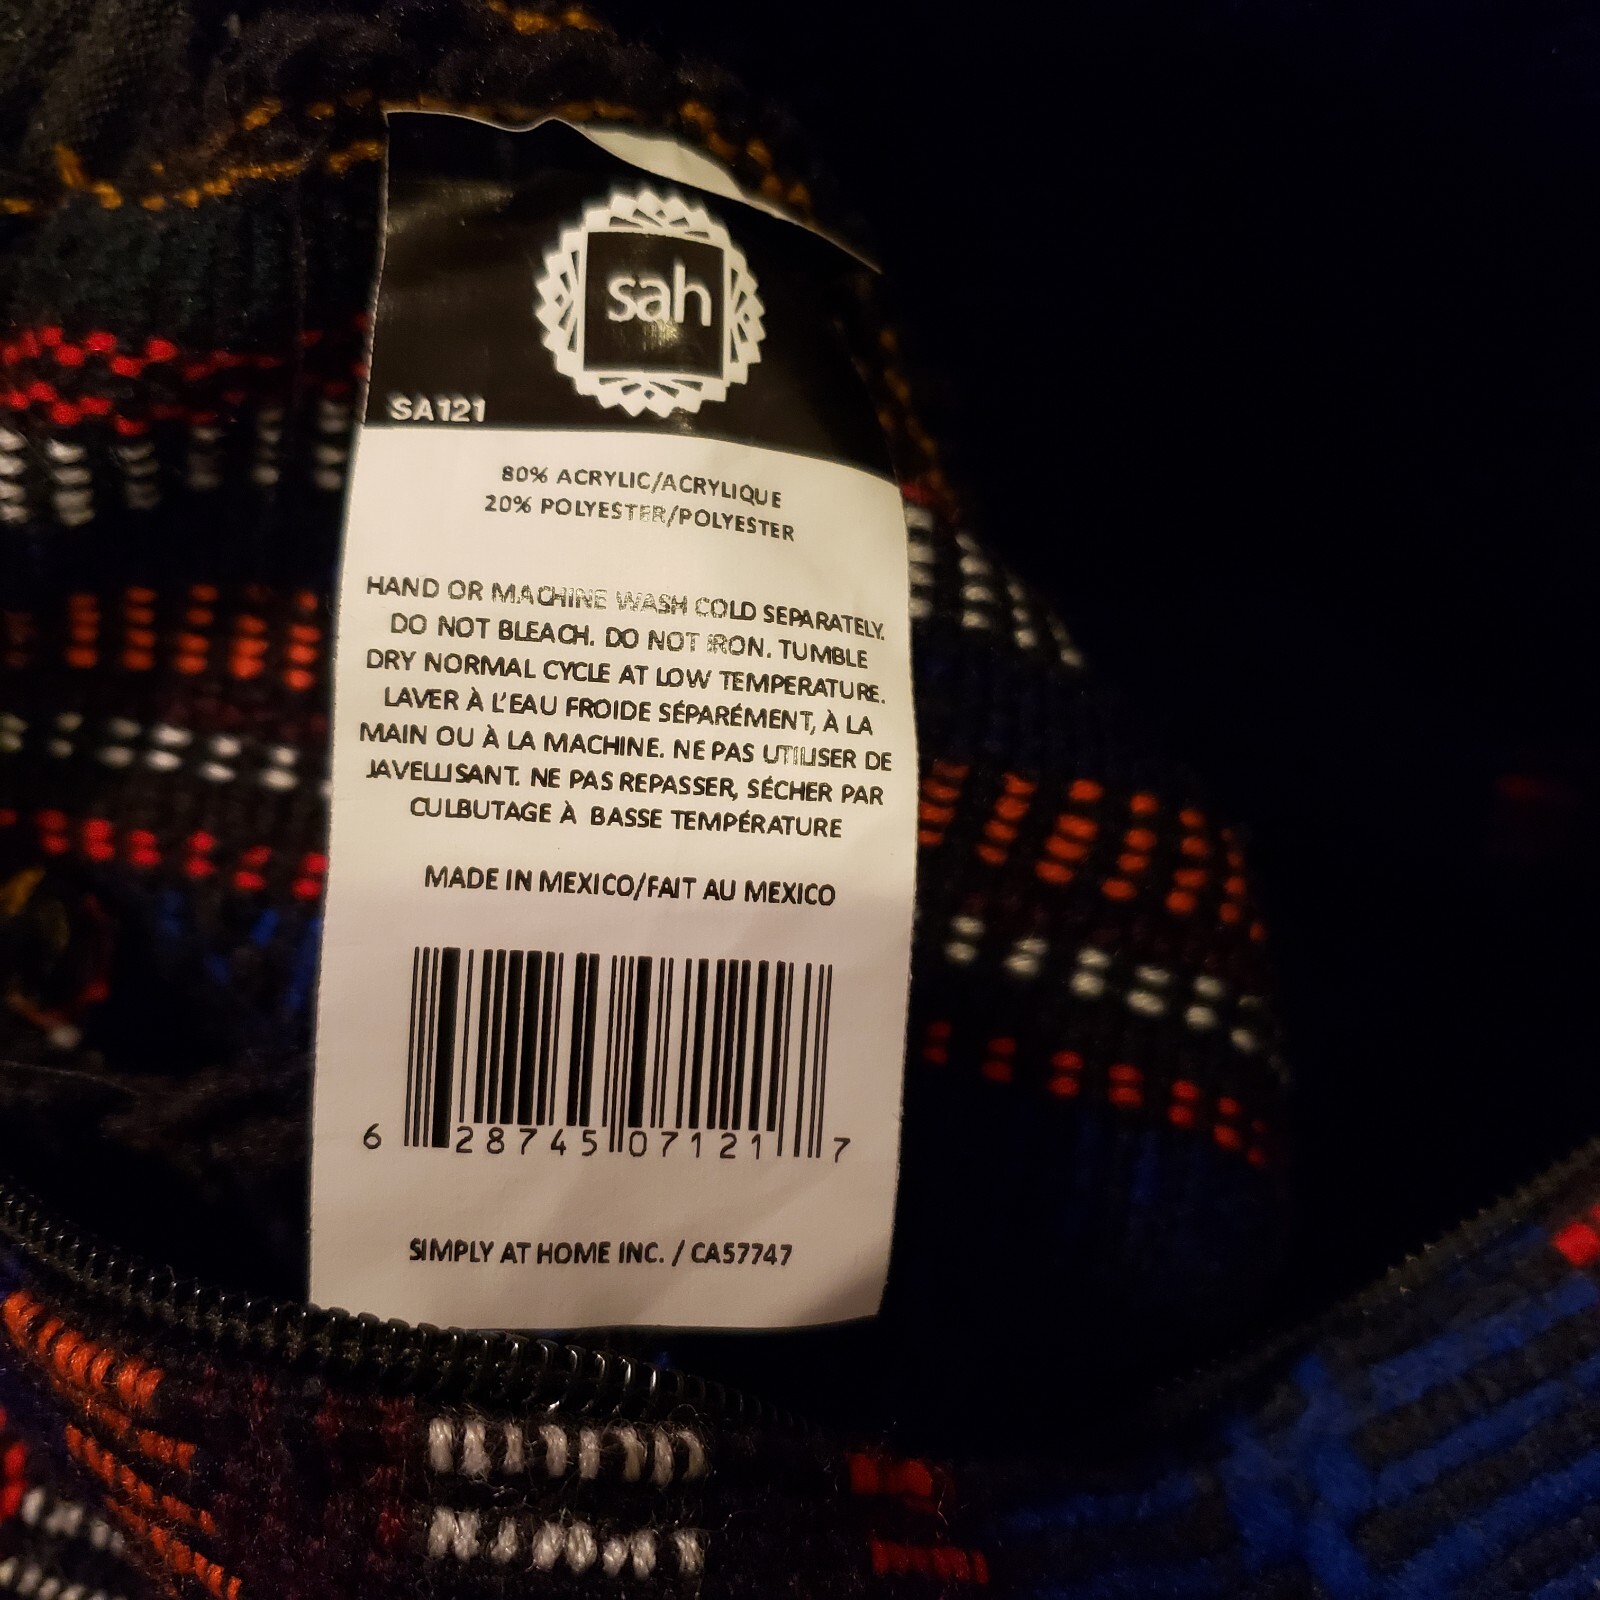 sah
SA121
80% ACRYLIC/ACRYLIQUE
20% POLYESTER/POLYESTER
HAND OR MACHINE WASH COLD SEPARATELY.
DO NOT BLEACH. DO NOT IRON. TUMBLE
DRY NORMAL CYCLE AT LOW TEMPERATURE.
LAVER À L'EAU FROIDE SÉPARÉMENT, À LA
MAIN OU À LA MACHINE. NE PAS UTILISER DE
JAVELLISANT. NE PAS REPASSER, SÉCHER PAR
CULBUTAGE À BASSE TEMPÉRATURE
MADE IN MEXICO/FAIT AU MEXICO
6 28745 07121 7
SIMPLY AT HOME INC. / CA57747